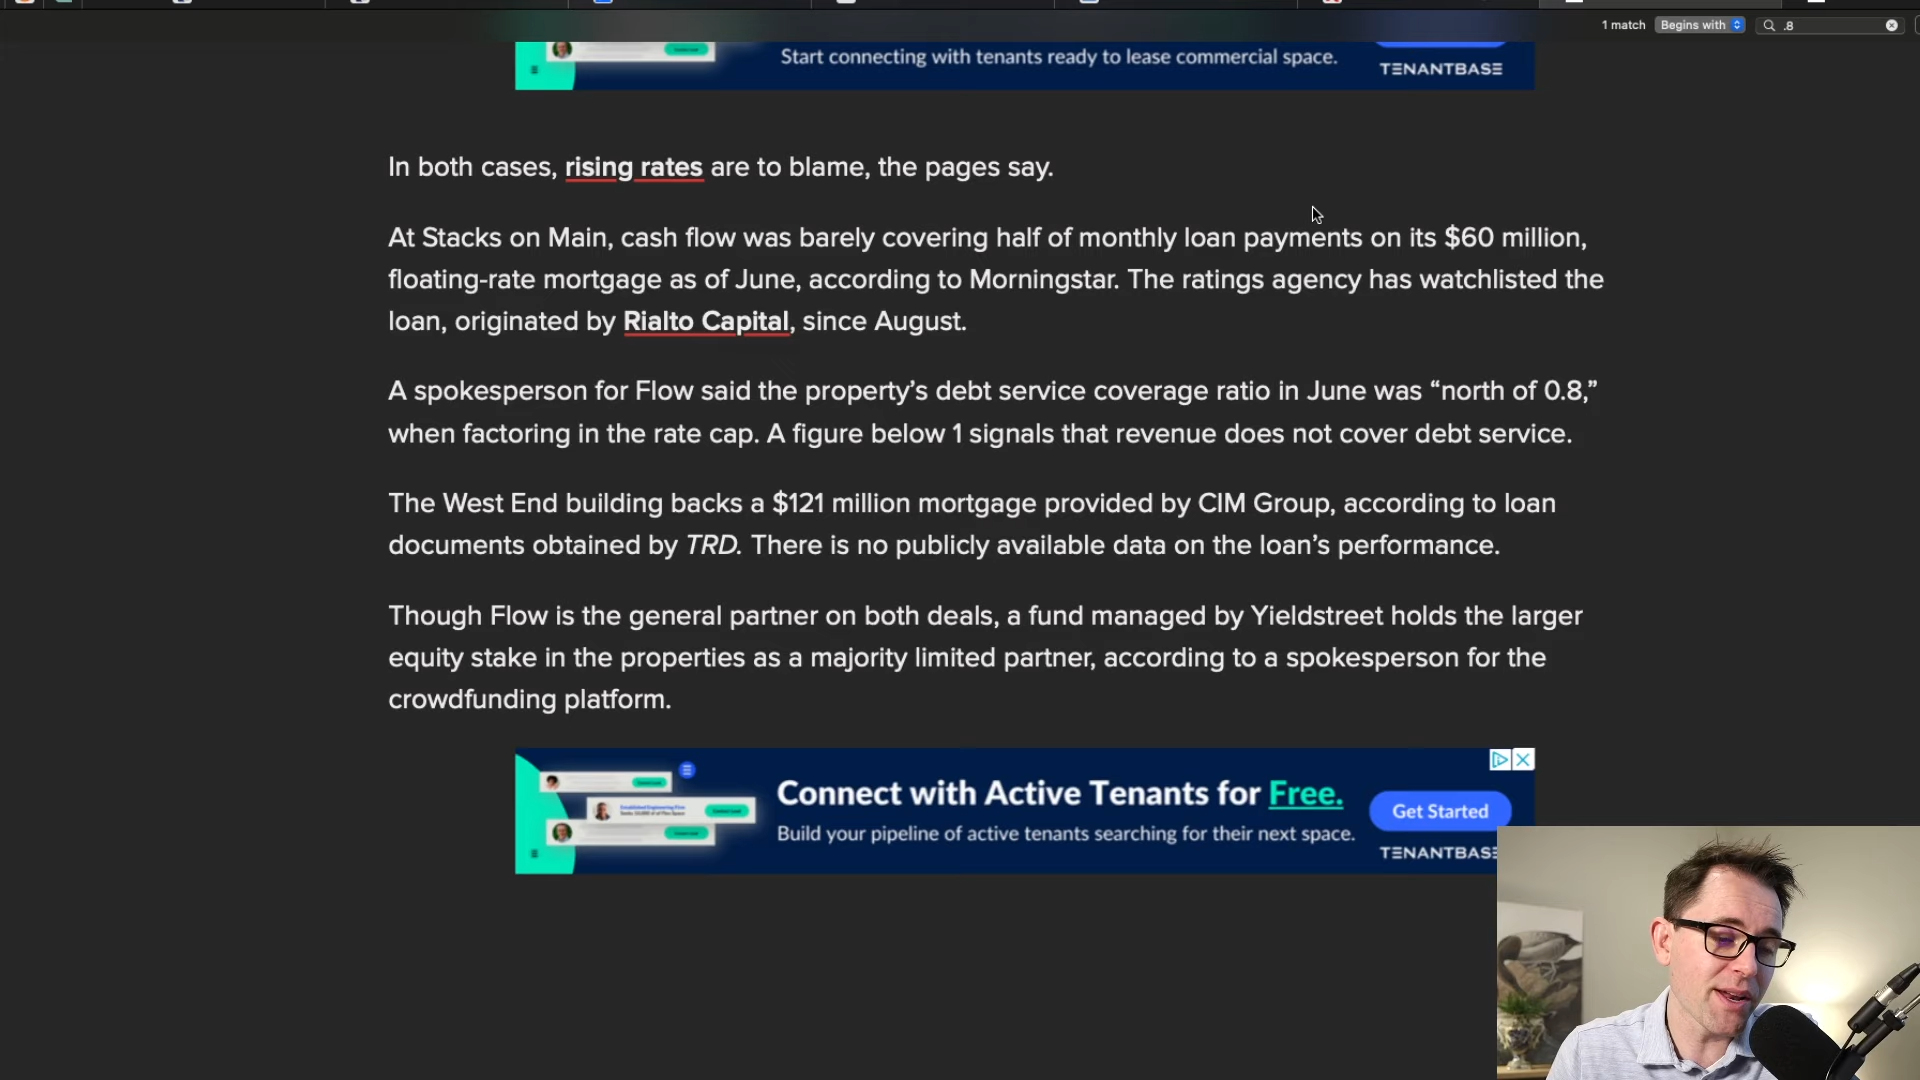 1 match Begins with .8
Start connecting with tenants ready to lease commercial space.
TENANTBASE
In both cases, rising rates are to blame, the pages say.
At Stacks on Main, cash flow was barely covering half of monthly loan payments on its $60 million,
floating-rate mortgage as of June, according to Morningstar. The ratings agency has watchlisted the
loan, originated by Rialto Capital, since August.
A spokesperson for Flow said the property’s debt service coverage ratio in June was “north of 0.8,”
when factoring in the rate cap. A figure below 1 signals that revenue does not cover debt service.
The West End building backs a $121 million mortgage provided by CIM Group, according to loan
documents obtained by TRD. There is no publicly available data on the loan’s performance.
Though Flow is the general partner on both deals, a fund managed by Yieldstreet holds the larger
equity stake in the properties as a majority limited partner, according to a spokesperson for the
crowdfunding platform.
Connect with Active Tenants for Free.
Build your pipeline of active tenants searching for their next space.
Get Started
TENANTBASE